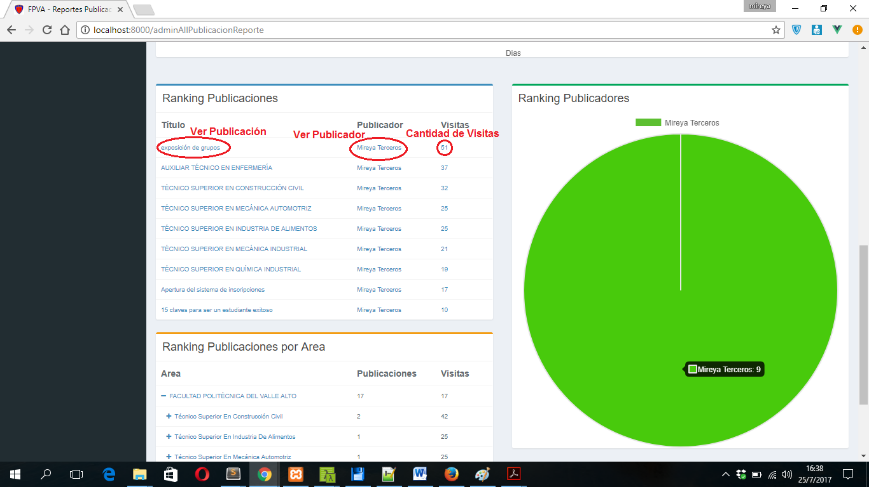 FPVA - Reportes Publicac
localhost:8000/adminAllPublicacionReporte
Dias
Ranking Publicaciones
Título Publicador Visitas
Ver Publicación Ver Publicador Cantidad de Visitas
exposición de grupos Mireya Terceros 51
AUXILIAR TÉCNICO EN ENFERMERÍA Mireya Terceros 37
TÉCNICO SUPERIOR EN CONSTRUCCIÓN CIVIL Mireya Terceros 32
TÉCNICO SUPERIOR EN MECÁNICA AUTOMOTRIZ Mireya Terceros 25
TÉCNICO SUPERIOR EN INDUSTRIA DE ALIMENTOS Mireya Terceros 25
TÉCNICO SUPERIOR EN MECÁNICA INDUSTRIAL Mireya Terceros 21
TÉCNICO SUPERIOR EN QUÍMICA INDUSTRIAL Mireya Terceros 19
Apertura del sistema de inscripciones Mireya Terceros 17
15 claves para ser un estudiante exitoso Mireya Terceros 10
Ranking Publicadores
Mireya Terceros
Mireya Terceros: 9
Ranking Publicaciones por Area
Area Publicaciones Visitas
FACULTAD POLITÉCNICA DEL VALLE ALTO 17 17
Técnico Superior En Construcción Civil 2 42
Técnico Superior En Industria De Alimentos 1 25
Técnico Superior En Mecánica Automotriz 1 25
16:38
25/7/2017